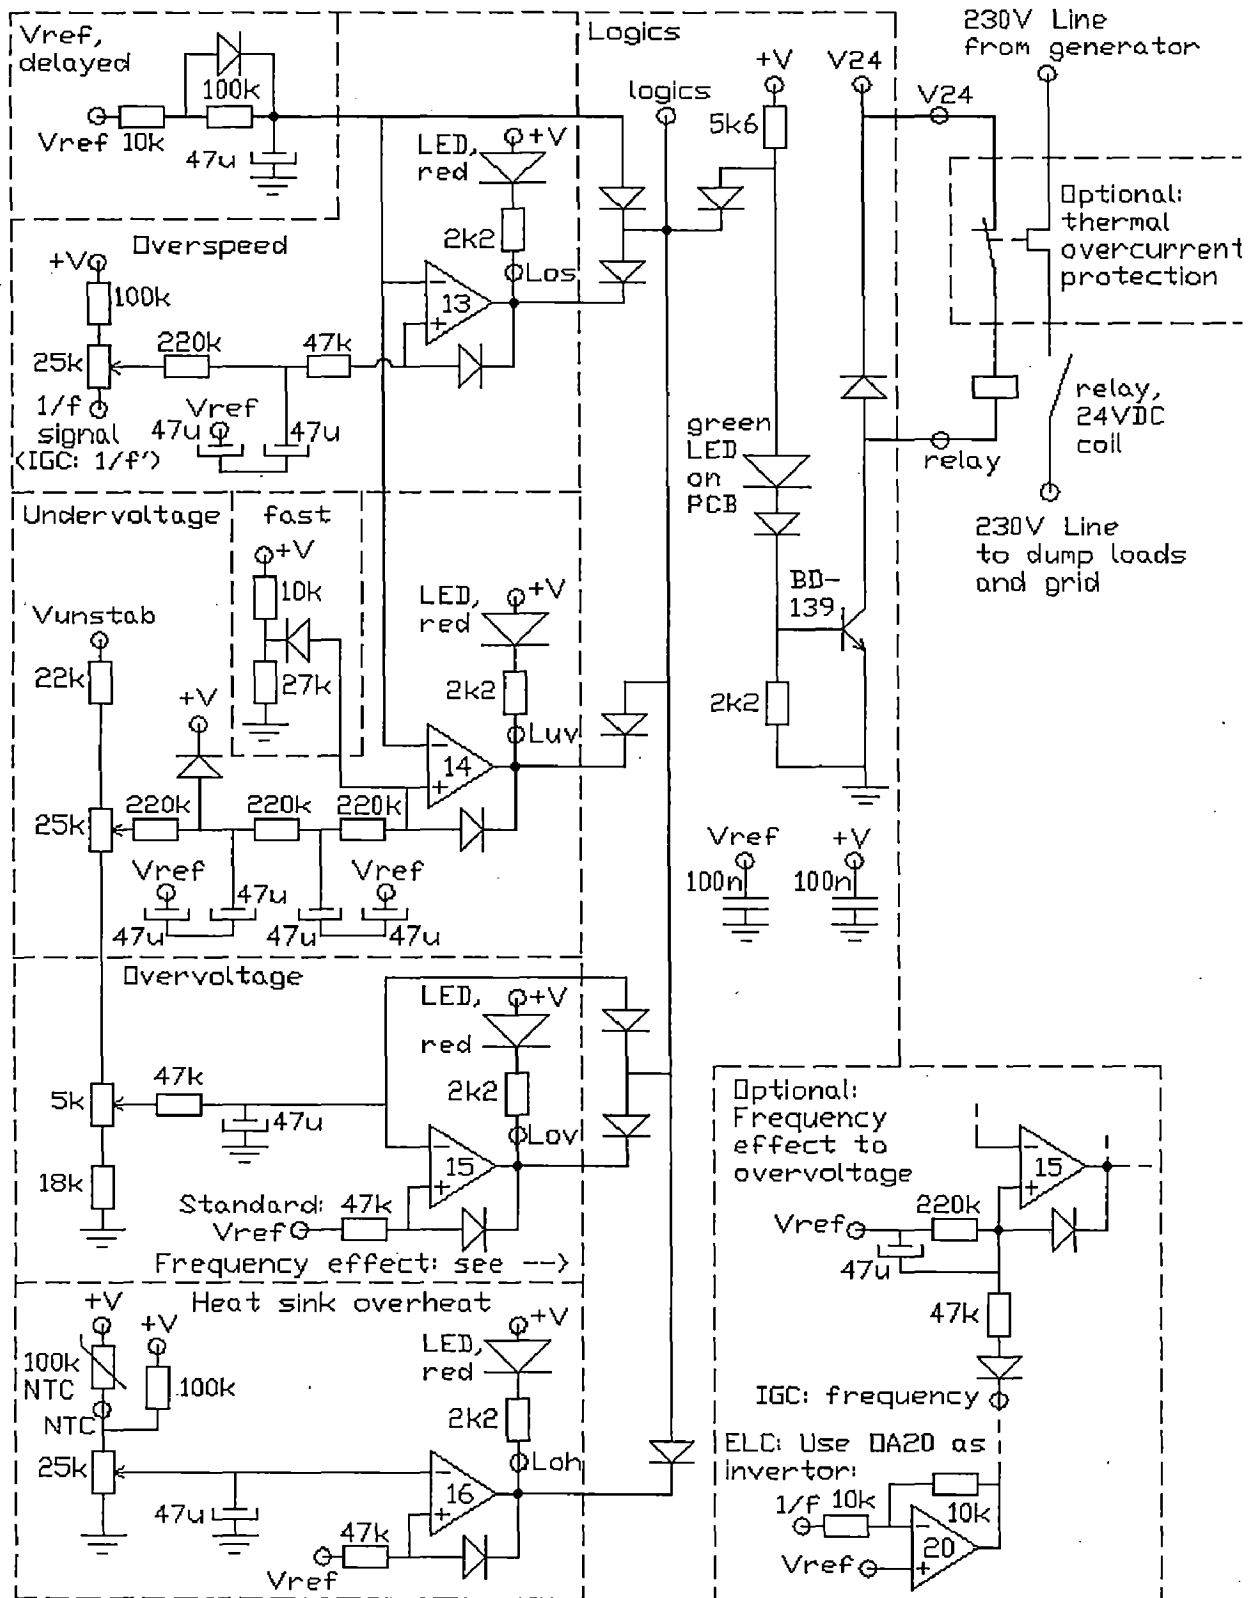 Vref,
delayed
100k
Vref 10k
47u
LED,
red
+V
2k2
Los
13
Overspeed
+V
100k
25k
220k
47k
1/f
signal
(IGC: 1/f')
Vref
47u
47u
Logics
logics
+V
5k6
V24
V24
230V Line
from generator
Optional:
thermal
overcurrent
protection
relay,
24VDC
coil
relay
230V Line
to dump loads
and grid
green
LED
on
PCB
BD-
139
2k2
Vref
100n
+V
100n
Undervoltage
fast
+V
10k
27k
Vunstab
22k
+V
25k
220k
220k
220k
Vref
47u
47u
Vref
47u
47u
LED,
red
+V
2k2
Luv
14
Overvoltage
LED,
red
+V
2k2
Lov
15
5k
47k
47u
18k
Standard:
Vref
47k
Frequency effect: see -->
Heat sink overheat
+V
100k
NTC
NTC
+V
100k
25k
47u
LED,
red
+V
2k2
Loh
16
47k
Vref
Optional:
Frequency
effect to
overvoltage
15
Vref
220k
47u
47k
IGC: frequency
ELC: Use OA20 as
invertor:
1/f 10k
10k
20
Vref